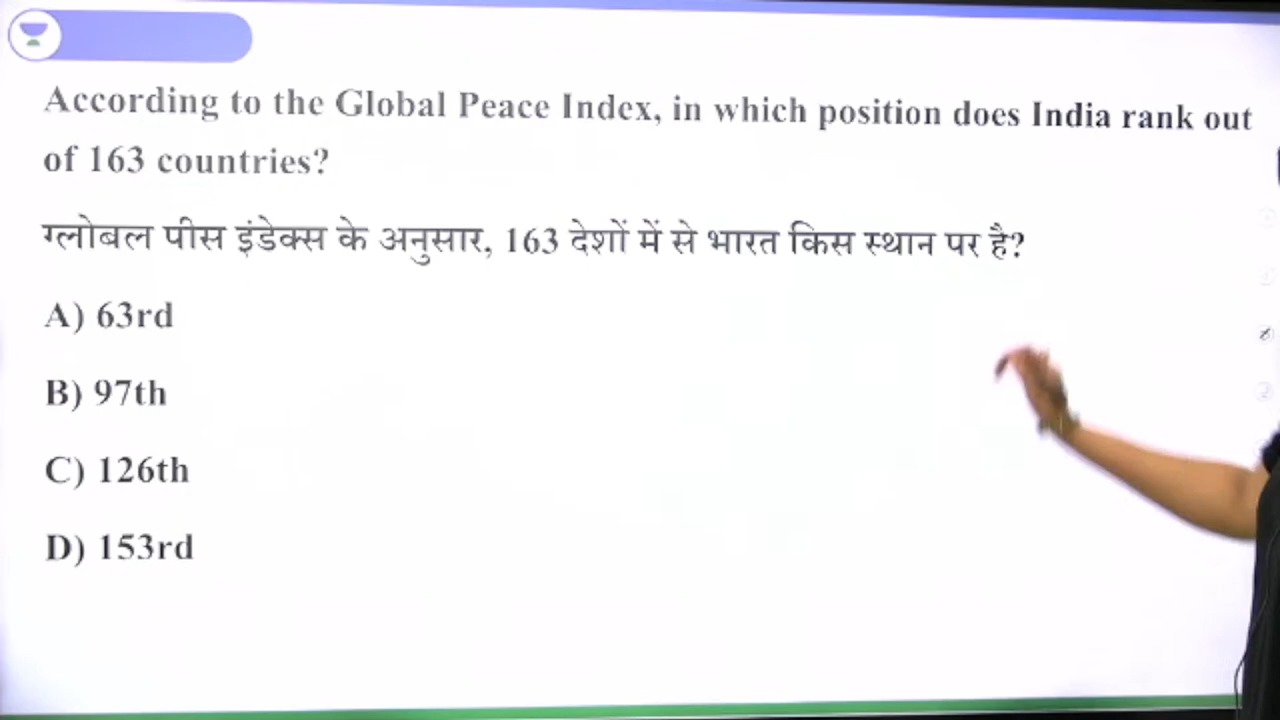 According to the Global Peace Index, in which position does India rank out
of 163 countries?
ग्लोबल पीस इंडेक्स के अनुसार, 163 देशों में से भारत किस स्थान पर है?
A) 63rd
B) 97th
C) 126th
D) 153rd